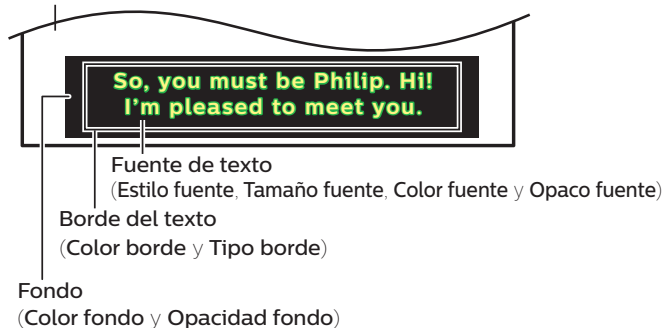 So, you must be Philip. Hi!
I'm pleased to meet you.
Fuente de texto
(Estilo fuente, Tamaño fuente, Color fuente y Opaco fuente)
Borde del texto
(Color borde y Tipo borde)
Fondo
(Color fondo y Opacidad fondo)